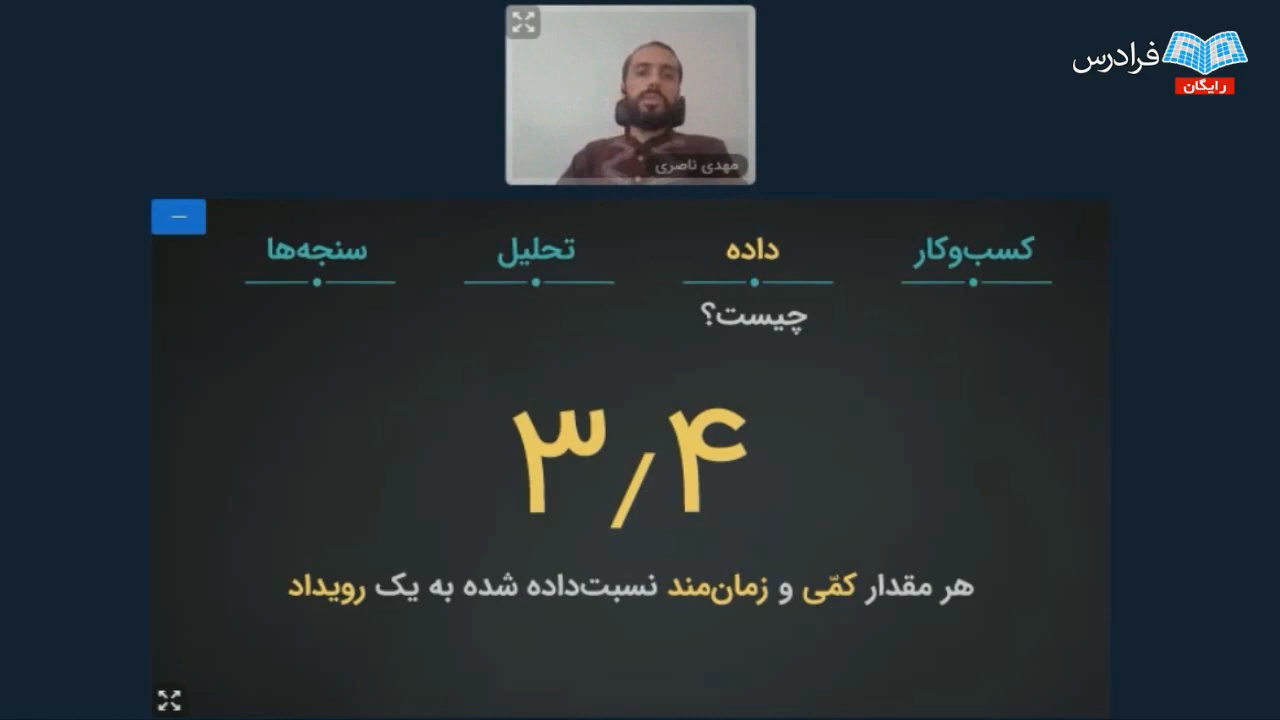 فرادرس
رایگان
مهدی ناصری
کسب‌وکار
داده
تحلیل
سنجه‌ها
چیست؟
۳٫۴
هر مقدار کمّی و زمان‌مند نسبت‌داده شده به یک رویداد